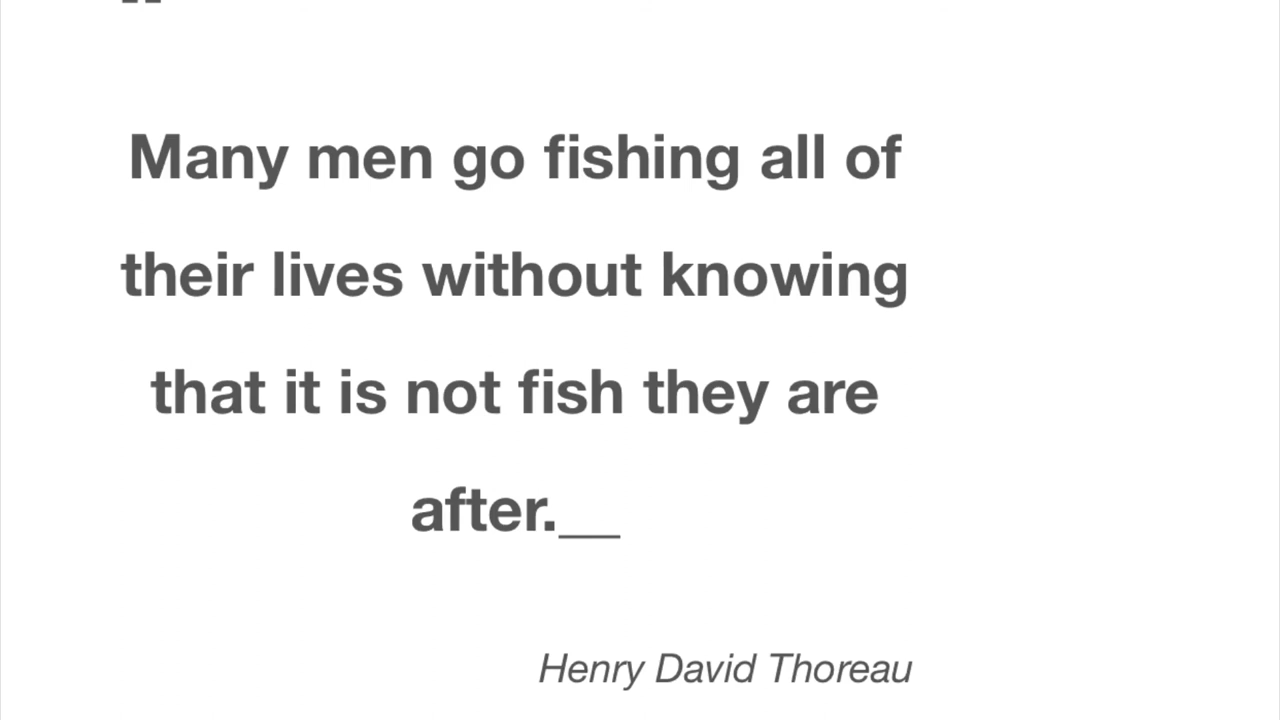 Many men go fishing all of
their lives without knowing
that it is not fish they are
after.__
Henry David Thoreau